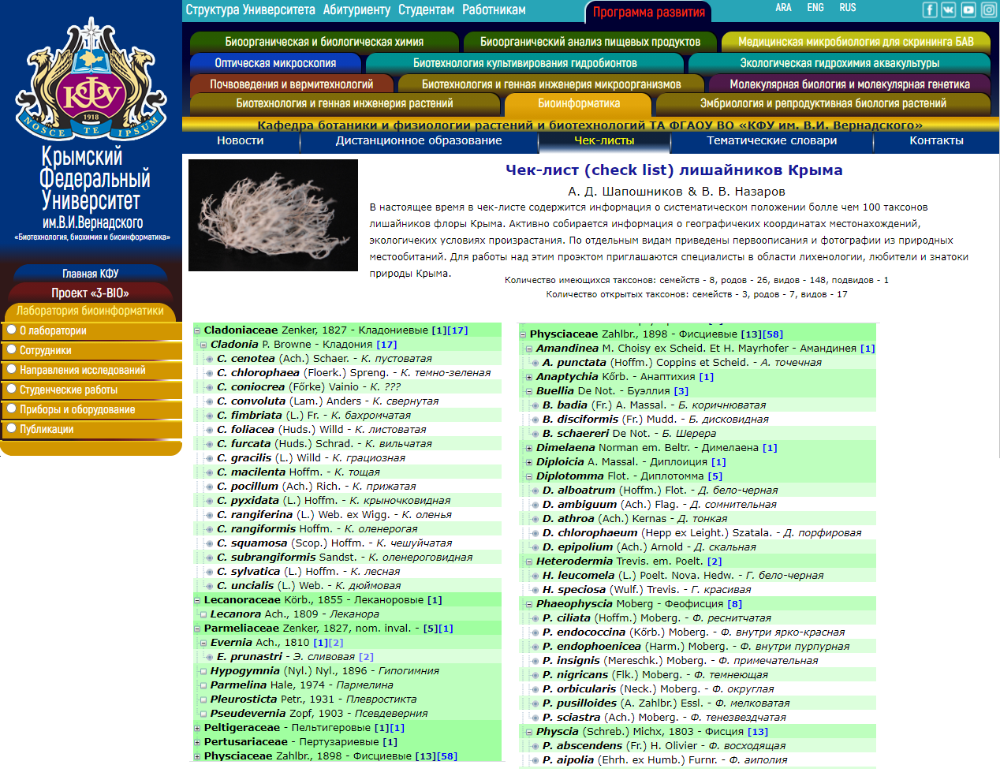 Структура Университета Абитуриенту Студентам Работникам Программа развития ARA ENG RUS
Биоорганическая и биологическая химия Биоорганический анализ пищевых продуктов Медицинская микробиология для скрининга БАВ
Оптическая микроскопия Биотехнология культивирования гидробионтов Экологическая гидрохимия аквакультуры
Почвоведения и вермитехнологий Биотехнология и генная инженерия микроорганизмов Молекулярная биология и молекулярная генетика
Биотехнология и генная инженерия растений Биоинформатика Эмбриология и репродуктивная биология растений
Кафедра ботаники и физиологии растений и биотехнологий ТА ФГАОУ ВО «КФУ им. В.И. Вернадского»
Новости Дистанционное образование Чек-листы Тематические словари Контакты
КФУ
1918
NOSCE TE IPSUM
Крымский
Федеральный
Университет
им.В.И.Вернадского
«Биотехнология, биохимия и биоинформатика»
Главная КФУ
Проект «3-BIO»
Лаборатория биоинформатики
О лаборатории
Сотрудники
Направления исследований
Студенческие работы
Приборы и оборудование
Публикации
Чек-лист (check list) лишайников Крыма
А. Д. Шапошников & В. В. Назаров
В настоящее время в чек-листе содержится информация о систематическом положении болле чем 100 таксонов
лишайников флоры Крыма. Активно собирается информация о географичеких координатах местонахождений,
экологичеких условиях произрастания. По отдельным видам приведены первоописания и фотографии из природных
местообитаний. Для работы над этим проэктом приглашаются специалисты в области лихенологии, любители и знатоки
природы Крыма.
Количество имеющихся таксонов: семейств - 8, родов - 26, видов - 148, подвидов - 1
Количество открытых таксонов: семейств - 3, родов - 7, видов - 17
Cladoniaceae Zenker, 1827 - Кладониевые [1][17]
Cladonia P. Browne - Кладония [17]
C. cenotea (Ach.) Schaer. - К. пустоватая
C. chlorophaea (Floerk.) Spreng. - К. темно-зеленая
C. coniocrea (Főrke) Vainio - К. ???
C. convoluta (Lam.) Anders - К. свернутая
C. fimbriata (L.) Fr. - К. бахромчатая
C. foliacea (Huds.) Willd - К. листоватая
C. furcata (Huds.) Schrad. - К. вильчатая
C. gracilis (L.) Willd - К. грациозная
C. macilenta Hoffm. - К. тощая
C. pocillum (Ach.) Rich. - К. прижатая
C. pyxidata (L.) Hoffm. - К. крыночковидная
C. rangiferina (L.) Web. ex Wigg. - К. оленья
C. rangiformis Hoffm. - К. оленерогая
C. squamosa (Scop.) Hoffm. - К. чешуйчатая
C. subrangiformis Sandst. - К. оленероговидная
C. sylvatica (L.) Hoffm. - К. лесная
C. uncialis (L.) Web. - К. дюймовая
Lecanoraceae Körb., 1855 - Леканоровые [1]
Lecanora Ach., 1809 - Леканора
Parmeliaceae Zenker, 1827, nom. inval. - [5][1]
Evernia Ach., 1810 [1][2]
E. prunastri - Э. сливовая [2]
Hypogymnia (Nyl.) Nyl., 1896 - Гипогимния
Parmelina Hale, 1974 - Пармелина
Pleurosticta Petr., 1931 - Плевростикта
Pseudevernia Zopf, 1903 - Псевдеверния
Peltigeraceae - Пельтигеровые [1][1]
Pertusariaceae - Пертузариевые [1]
Physciaceae Zahlbr., 1898 - Фисциевые [13][58]
Physciaceae Zahlbr., 1898 - Фисциевые [13][58]
Amandinea M. Choisy ex Scheid. Et H. Mayrhofer - Амандинея [1]
A. punctata (Hoffm.) Coppins et Scheid. - А. точечная
Anaptychia Kőrb. - Анаптихия [1]
Buellia De Not. - Буэллия [3]
B. badia (Fr.) A. Massal. - Б. коричнюватая
B. disciformis (Fr.) Mudd. - Б. дисковидная
B. schaereri De Not. - Б. Шерера
Dimelaena Norman em. Beltr. - Димелаена [1]
Diploicia A. Massal. - Диплоиция [1]
Diplotomma Flot. - Диплотомма [5]
D. alboatrum (Hoffm.) Flot. - Д. бело-черная
D. ambiguum (Ach.) Flag. - Д. сомнительная
D. athroa (Ach.) Kernas - Д. тонкая
D. chlorophaeum (Hepp ex Leight.) Szatala. - Д. порфировая
D. epipolium (Ach.) Arnold - Д. скальная
Heterodermia Trevis. em. Poelt. [2]
H. leucomela (L.) Poelt. Nova. Hedw. - Г. бело-черная
H. speciosa (Wulf.) Trevis. - Г. красивая
Phaeophyscia Moberg - Феофисция [8]
P. ciliata (Hoffm.) Moberg. - Ф. реснитчатая
P. endococcina (Kőrb.) Moberg. - Ф. внутри ярко-красная
P. endophoenicea (Harm.) Moberg. - Ф. внутри пурпурная
P. insignis (Mereschk.) Moberg. - Ф. примечательная
P. nigricans (Flk.) Moberg. - Ф. темнеющая
P. orbicularis (Neck.) Moberg. - Ф. округлая
P. pusilloides (A. Zahlbr.) Essl. - Ф. мелковатая
P. sciastra (Ach.) Moberg. - Ф. тенезвездчатая
Physcia (Schreb.) Michx, 1803 - Фисция [13]
P. abscendens (Fr.) H. Olivier - Ф. восходящая
P. aipolia (Ehrh. ex Humb.) Furnr. - Ф. аиполия